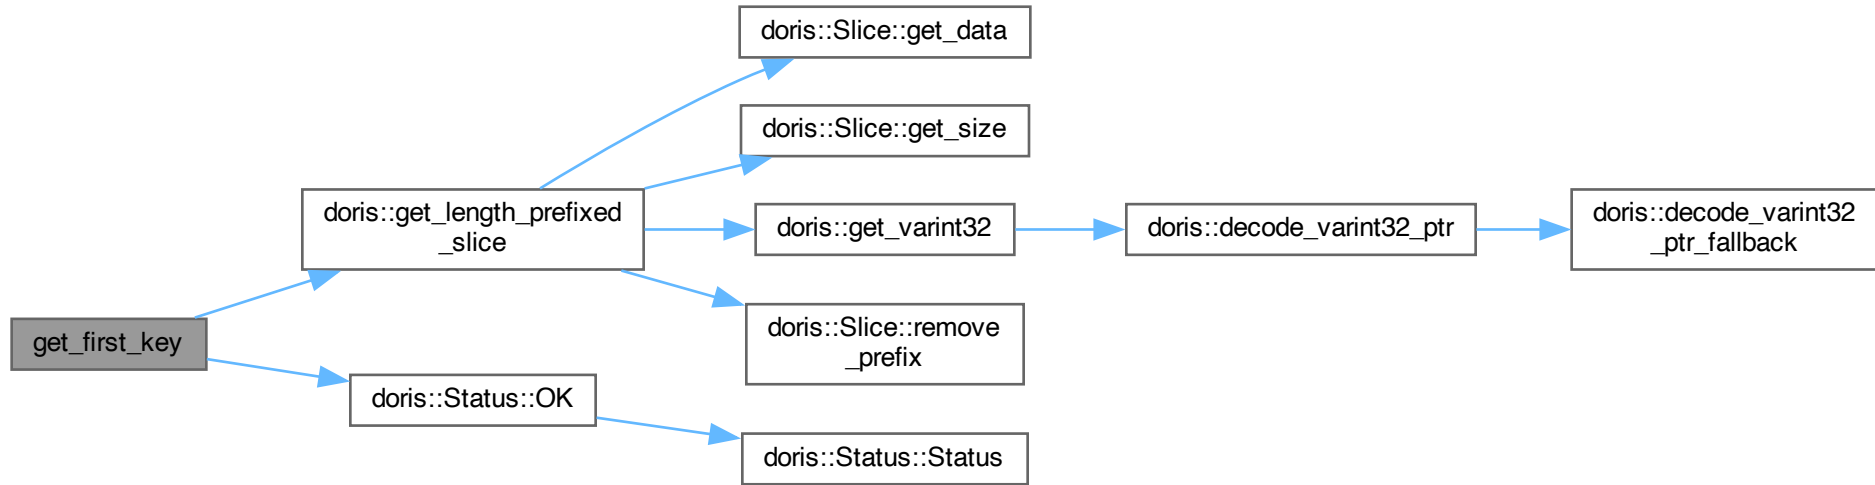 doris::Slice::get_data
doris::Slice::get_size
doris::get_length_prefixed
_slice
doris::get_varint32
doris::decode_varint32_ptr
doris::decode_varint32
_ptr_fallback
doris::Slice::remove
_prefix
get_first_key
doris::Status::OK
doris::Status::Status